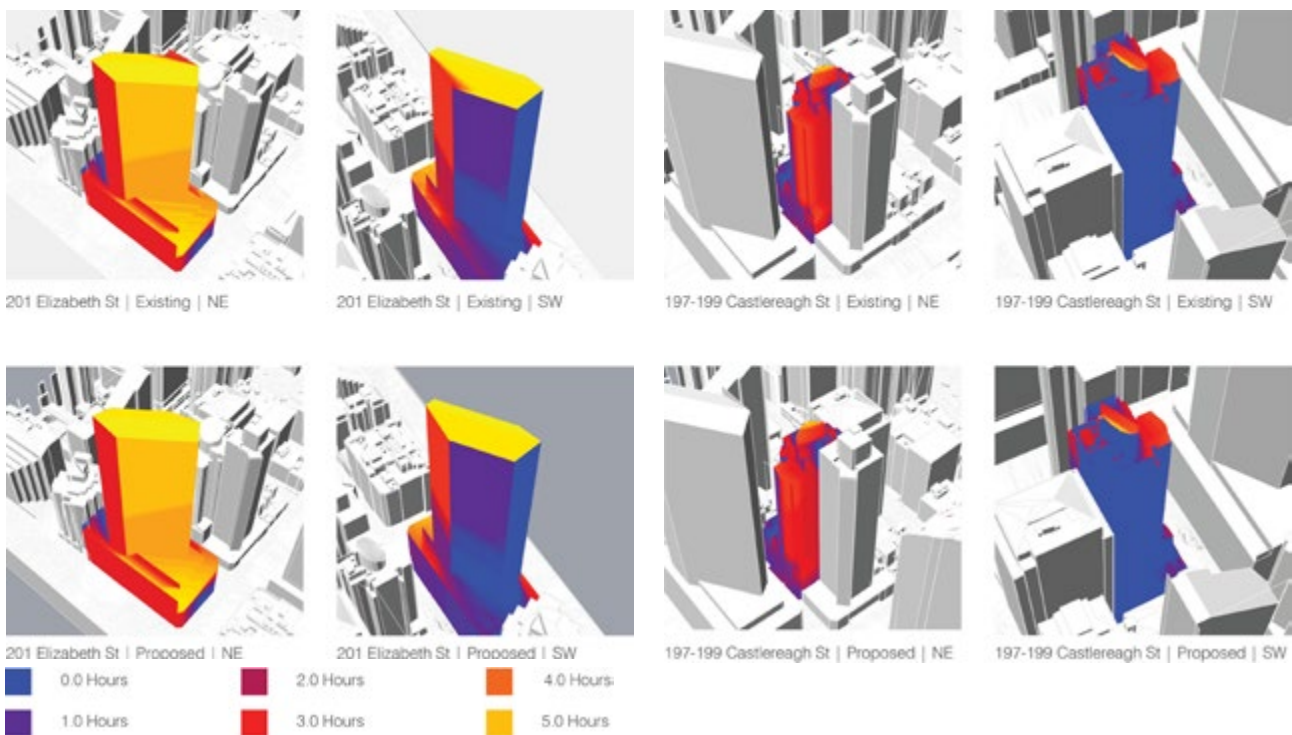 201 Elizabeth St | Existing | NE
201 Elizabeth St | Existing | SW
197-199 Castlereagh St | Existing | NE
197-199 Castlereagh St | Existing | SW
201 Elizabeth St | Proposed | NE
201 Elizabeth St | Proposed | SW
197-199 Castlereagh St | Proposed | NE
197-199 Castlereagh St | Proposed | SW
0.0 Hours
2.0 Hours
4.0 Hours
1.0 Hours
3.0 Hours
5.0 Hours